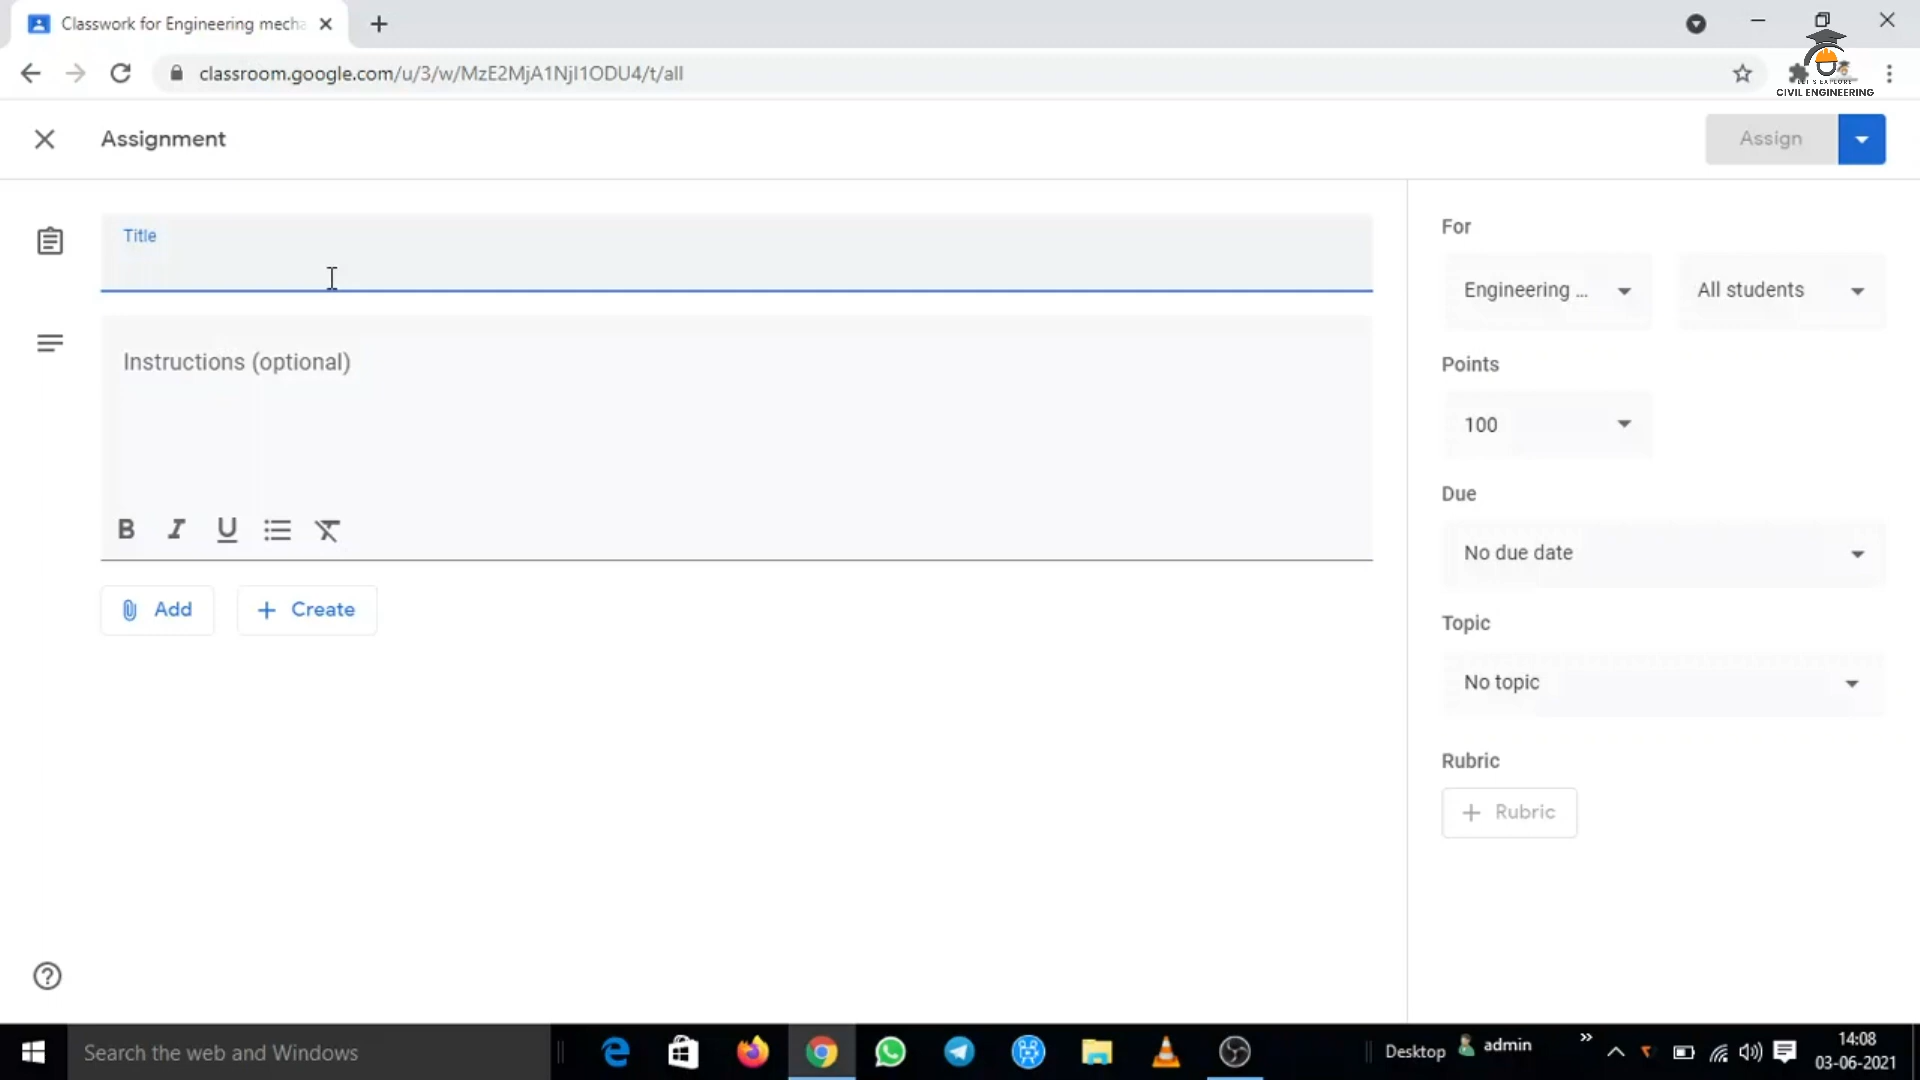 Classwork for Engineering mecha
classroom.google.com/u/3/w/MzE2MjA1NjI1ODU4/t/all
LET'S EXPLORE
CIVIL ENGINEERING
Assignment
Assign
Title
Instructions (optional)
B I U
Add
Create
For
Engineering ...
All students
Points
100
Due
No due date
Topic
No topic
Rubric
Rubric
Search the web and Windows
Desktop
admin
14:08
03-06-2021